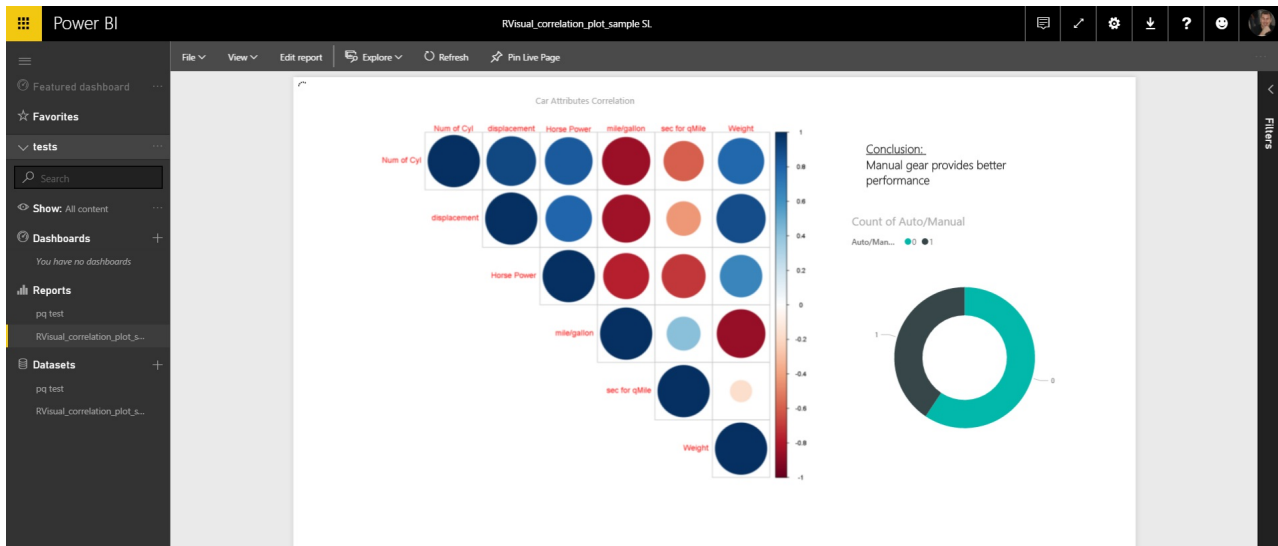 Power BI
RVisual_correlation_plot_sample SL
File
View
Edit report
Explore
Refresh
Pin Live Page
Featured dashboard
Favorites
tests
Search
Show: All content
Dashboards
You have no dashboards
Reports
pq test
RVisual_correlation_plot_s...
Datasets
pq test
RVisual_correlation_plot_s...
Car Attributes Correlation
Num of Cyl displacement Horse Power mile/gallon sec for qMile Weight
Num of Cyl
displacement
Horse Power
mile/gallon
sec for qMile
Weight
1
0.8
0.6
0.4
0.2
0
-0.2
-0.4
-0.6
-0.8
-1
Conclusion:
Manual gear provides better
performance
Count of Auto/Manual
Auto/Man... 0 1
1
0
Filters